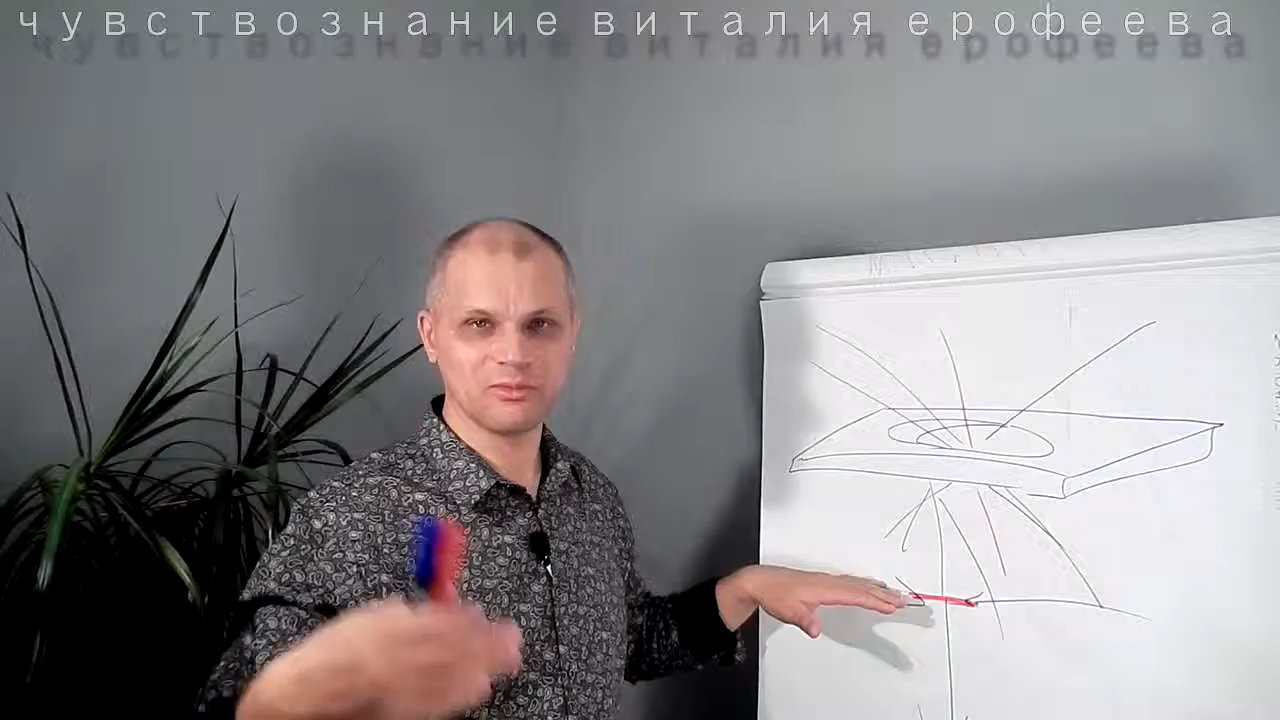 чувствознание виталия ерофеева